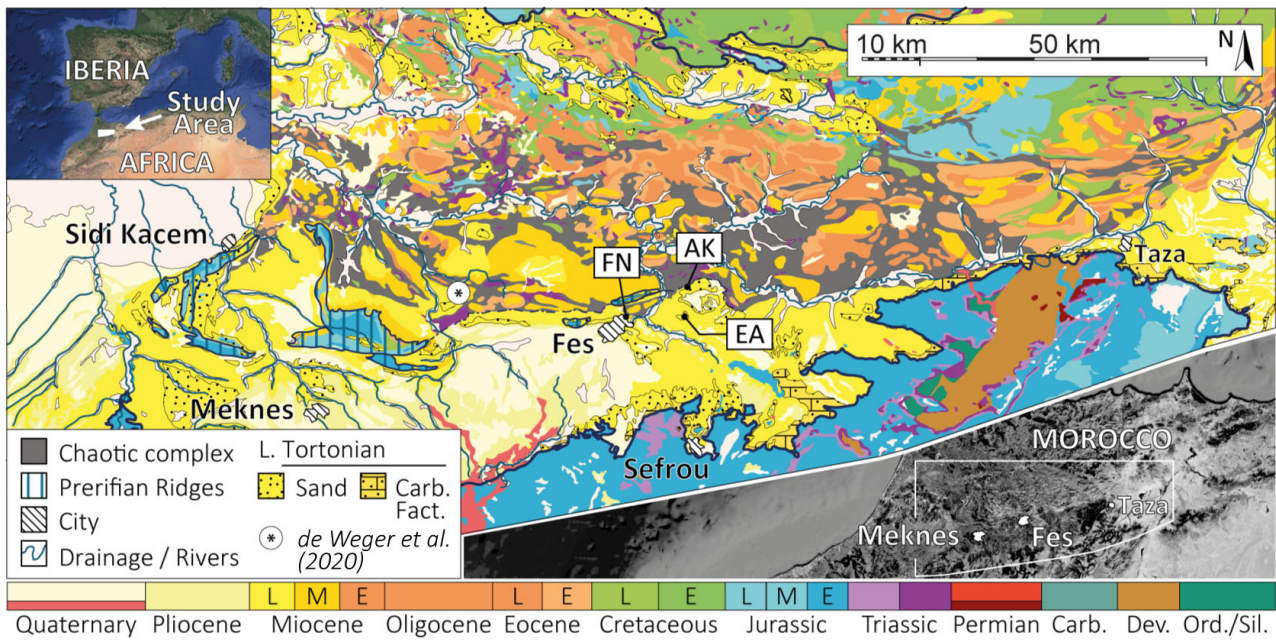 IBERIA
Study
Area
AFRICA
10 km
50 km
N
Sidi Kacem
Taza
FN
AK
EA
Fes
Meknes
Sefrou
Chaotic complex
Prerifian Ridges
City
Drainage / Rivers
L. Tortonian
Sand
Carb.
Fact.
* de Weger et al.
(2020)
MOROCCO
Taza
Meknes
Fes
L M E L E L E L M E
Quaternary Pliocene Miocene Oligocene Eocene Cretaceous Jurassic Triassic Permian Carb. Dev. Ord./Sil.